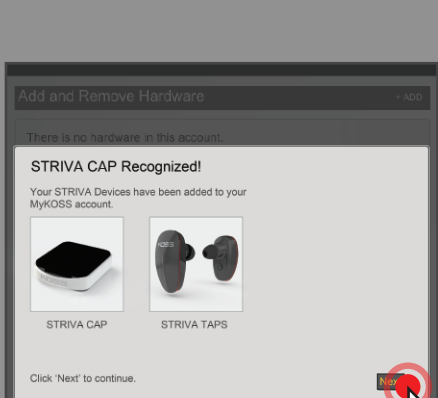 Add and Remove Hardware
+ ADD
There is no hardware in this account.
STRIVA CAP Recognized!
Your STRIVA Devices have been added to your
MyKOSS account.
KOSS
STRIVA CAP
STRIVA TAPS
Click 'Next' to continue.